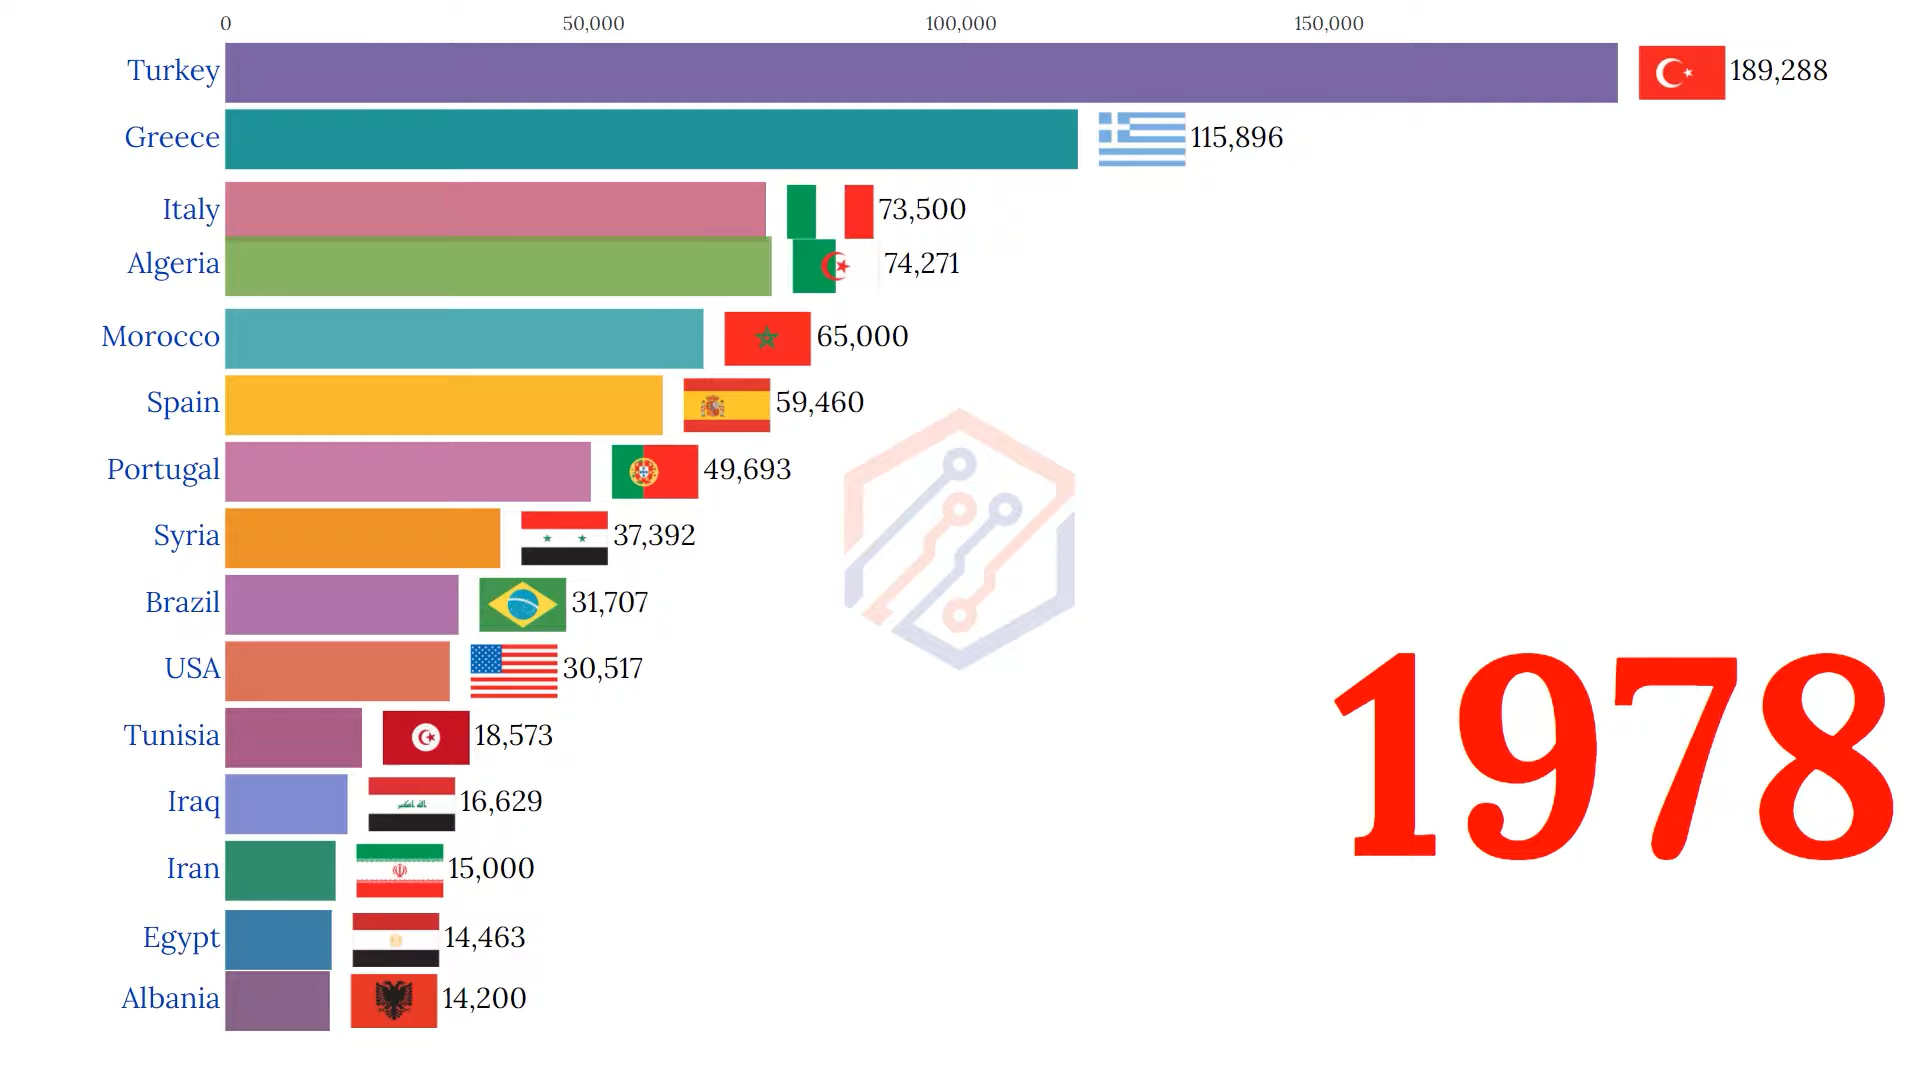 0 50,000 100,000 150,000
Turkey 189,288
Greece 115,896
Italy 73,500
Algeria 74,271
Morocco 65,000
Spain 59,460
Portugal 49,693
Syria 37,392
Brazil 31,707
USA 30,517
Tunisia 18,573
Iraq 16,629
Iran 15,000
Egypt 14,463
Albania 14,200
1978